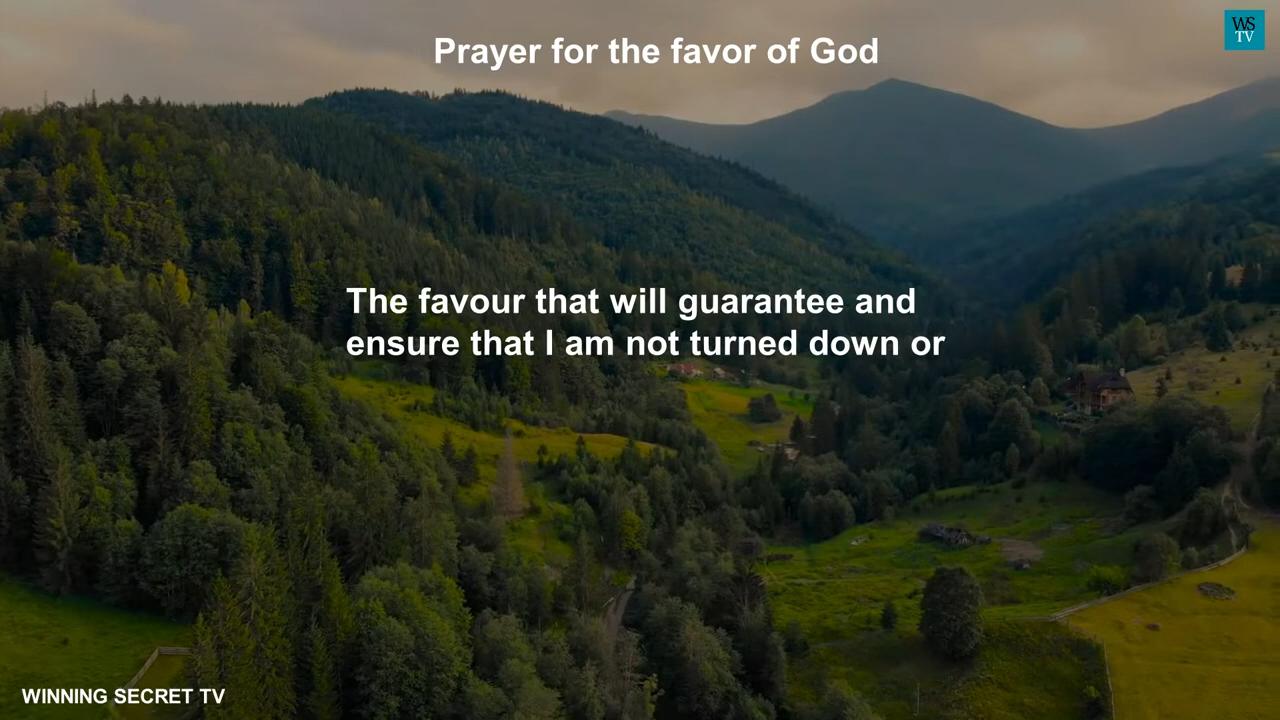 Prayer for the favor of God
WS
TV
The favour that will guarantee and
ensure that I am not turned down or
WINNING SECRET TV